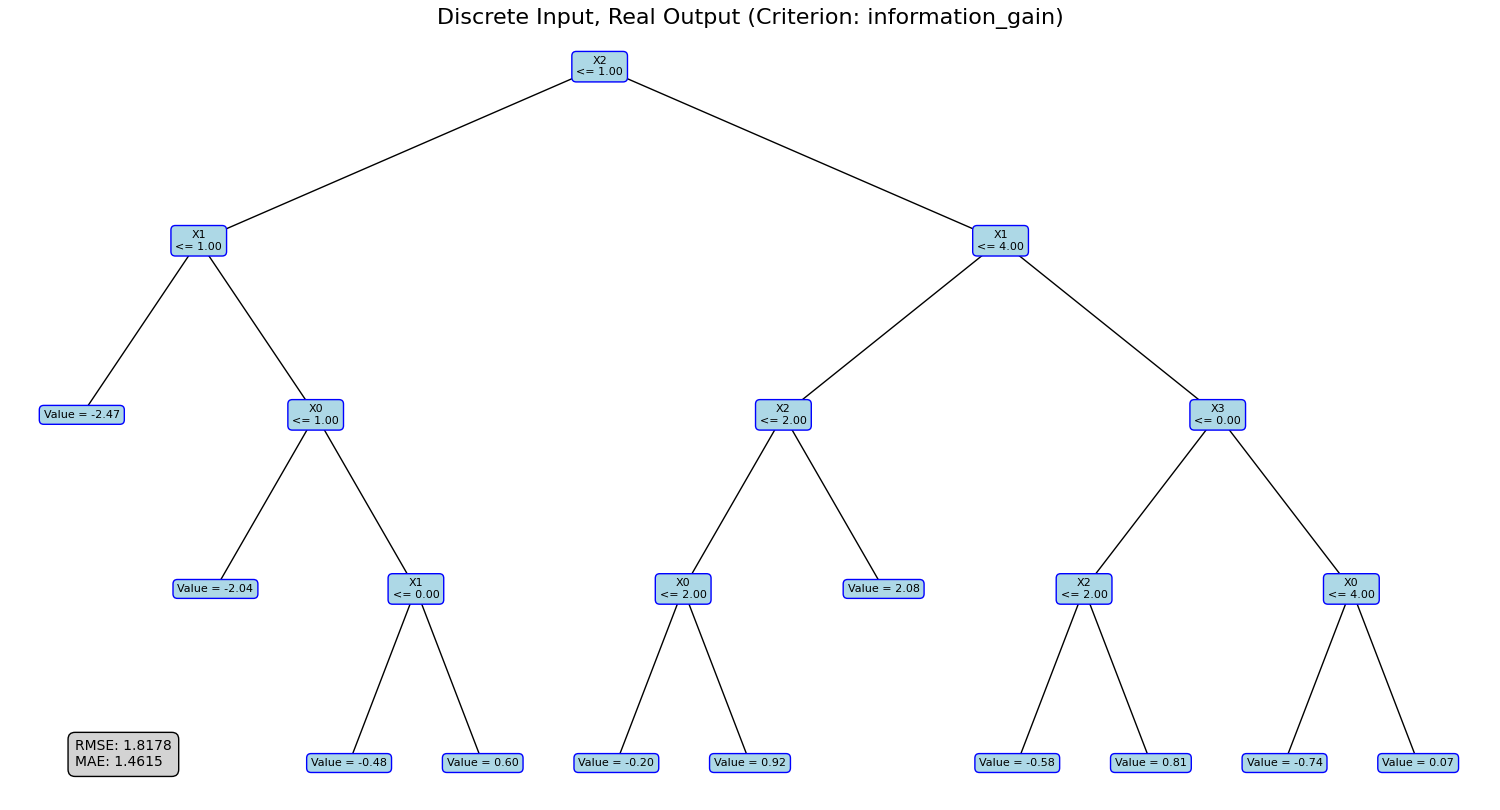 Discrete Input, Real Output (Criterion: information_gain)
X2
<= 1.00
X1
<= 1.00
X1
<= 4.00
Value = -2.47
X0
<= 1.00
X2
<= 2.00
X3
<= 0.00
Value = -2.04
X1
<= 0.00
X0
<= 2.00
Value = 2.08
X2
<= 2.00
X0
<= 4.00
RMSE: 1.8178
MAE: 1.4615
Value = -0.48
Value = 0.60
Value = -0.20
Value = 0.92
Value = -0.58
Value = 0.81
Value = -0.74
Value = 0.07